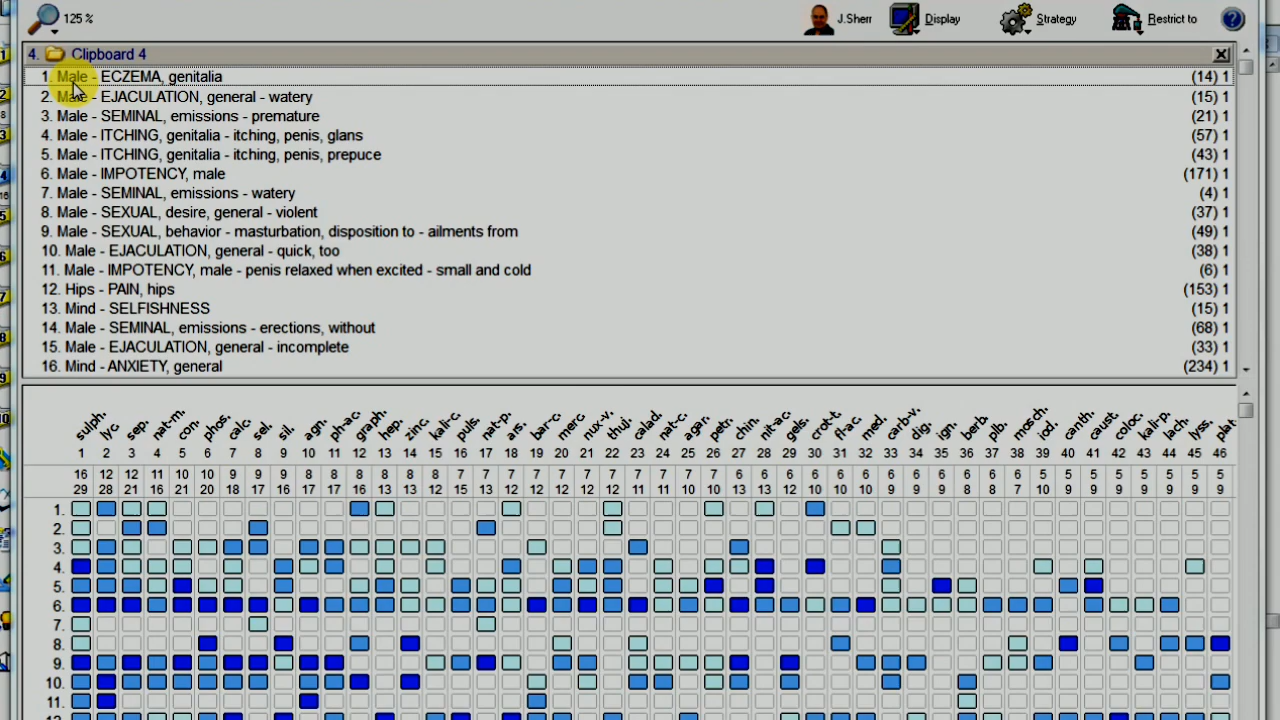 125 %
J.Sherr
Display
Strategy
Restrict to
4. Clipboard 4
1. Male - ECZEMA, genitalia (14) 1
2. Male - EJACULATION, general - watery (15) 1
3. Male - SEMINAL, emissions - premature (21) 1
4. Male - ITCHING, genitalia - itching, penis, glans (57) 1
5. Male - ITCHING, genitalia - itching, penis, prepuce (43) 1
6. Male - IMPOTENCY, male (171) 1
7. Male - SEMINAL, emissions - watery (4) 1
8. Male - SEXUAL, desire, general - violent (37) 1
9. Male - SEXUAL, behavior - masturbation, disposition to - ailments from (49) 1
10. Male - EJACULATION, general - quick, too (38) 1
11. Male - IMPOTENCY, male - penis relaxed when excited - small and cold (6) 1
12. Hips - PAIN, hips (153) 1
13. Mind - SELFISHNESS (15) 1
14. Male - SEMINAL, emissions - erections, without (68) 1
15. Male - EJACULATION, general - incomplete (33) 1
16. Mind - ANXIETY, general (234) 1
sulph. lyc. sep. nat-m. con. phos. calc. sel. sil. agn. ph-ac. graph. hep. zinc. kali-c. puls. nat-p. ars. bar-c. merc. nux-v. thuj. calad. nat-c. agar. petr. chin. nit-ac. gels. crot-t. fl-ac. med. carb-v. dig. ign. berb. plb. mosch. iod. canth. caust. coloc. kali-p. lach. lyss. plat
1 2 3 4 5 6 7 8 9 10 11 12 13 14 15 16 17 18 19 20 21 22 23 24 25 26 27 28 29 30 31 32 33 34 35 36 37 38 39 40 41 42 43 44 45 46
16 12 12 11 10 10 9 9 9 8 8 8 8 8 8 7 7 7 7 7 7 7 7 7 7 7 6 6 6 6 6 6 6 6 6 6 6 6 5 5 5 5 5 5 5 5
29 28 21 16 21 20 18 17 16 17 17 16 13 13 12 15 13 12 12 12 12 12 11 11 10 10 13 13 12 10 10 10 9 9 9 8 8 7 10 9 9 9 9 9 9 9
1.
2.
3.
4.
5.
6.
7.
8.
9.
10.
11.